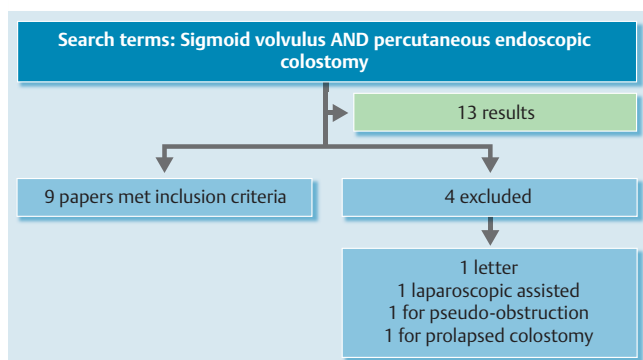 Search terms: Sigmoid volvulus AND percutaneous endoscopic
colostomy
13 results
9 papers met inclusion criteria
4 excluded
1 letter
1 laparoscopic assisted
1 for pseudo-obstruction
1 for prolapsed colostomy